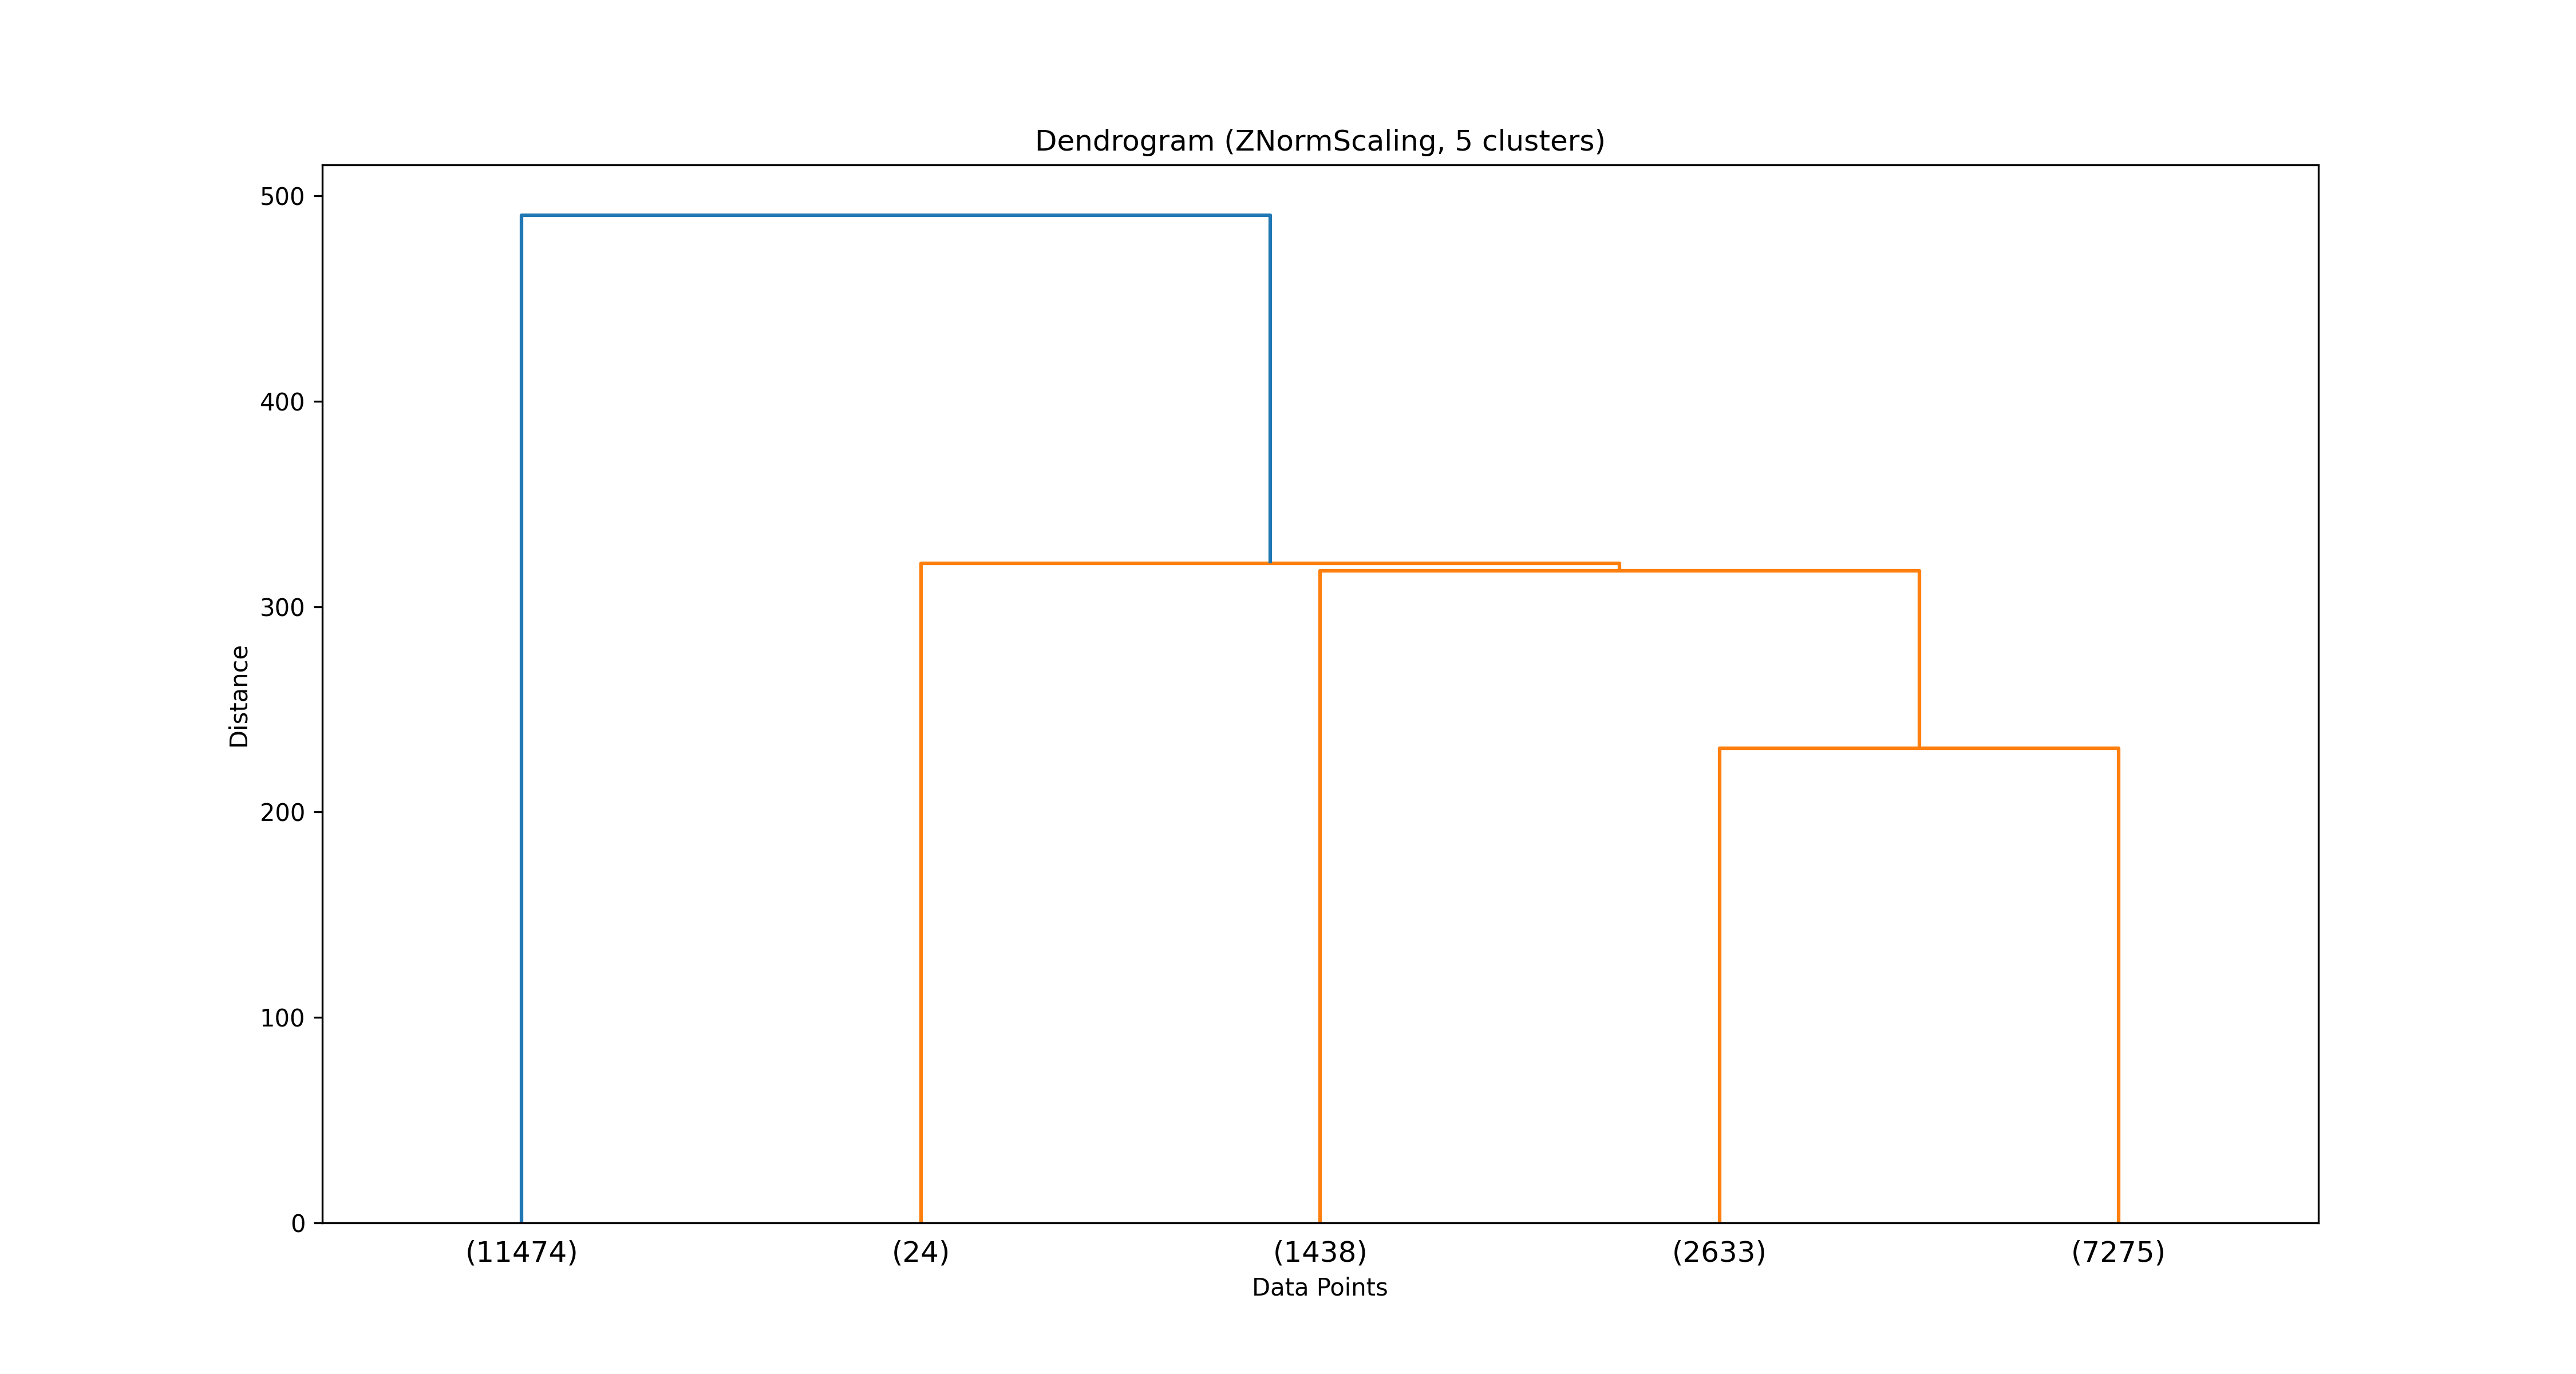 Dendrogram (ZNormScaling, 5 clusters)
500
400
300
200
100
0
Distance
(11474) (24) (1438) (2633) (7275)
Data Points